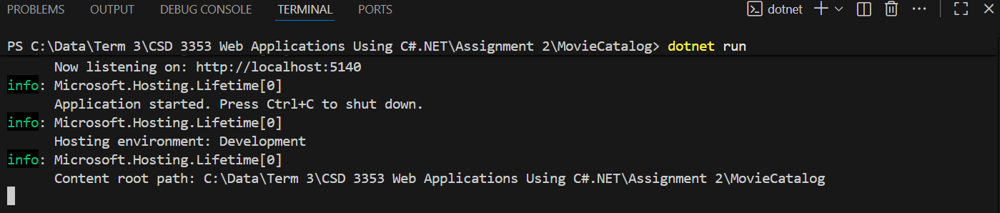 PROBLEMS OUTPUT DEBUG CONSOLE TERMINAL PORTS dotnet
PS C:\Data\Term 3\CSD 3353 Web Applications Using C#.NET\Assignment 2\MovieCatalog> dotnet run
Now listening on: http://localhost:5140
info: Microsoft.Hosting.Lifetime[0]
Application started. Press Ctrl+C to shut down.
info: Microsoft.Hosting.Lifetime[0]
Hosting environment: Development
info: Microsoft.Hosting.Lifetime[0]
Content root path: C:\Data\Term 3\CSD 3353 Web Applications Using C#.NET\Assignment 2\MovieCatalog